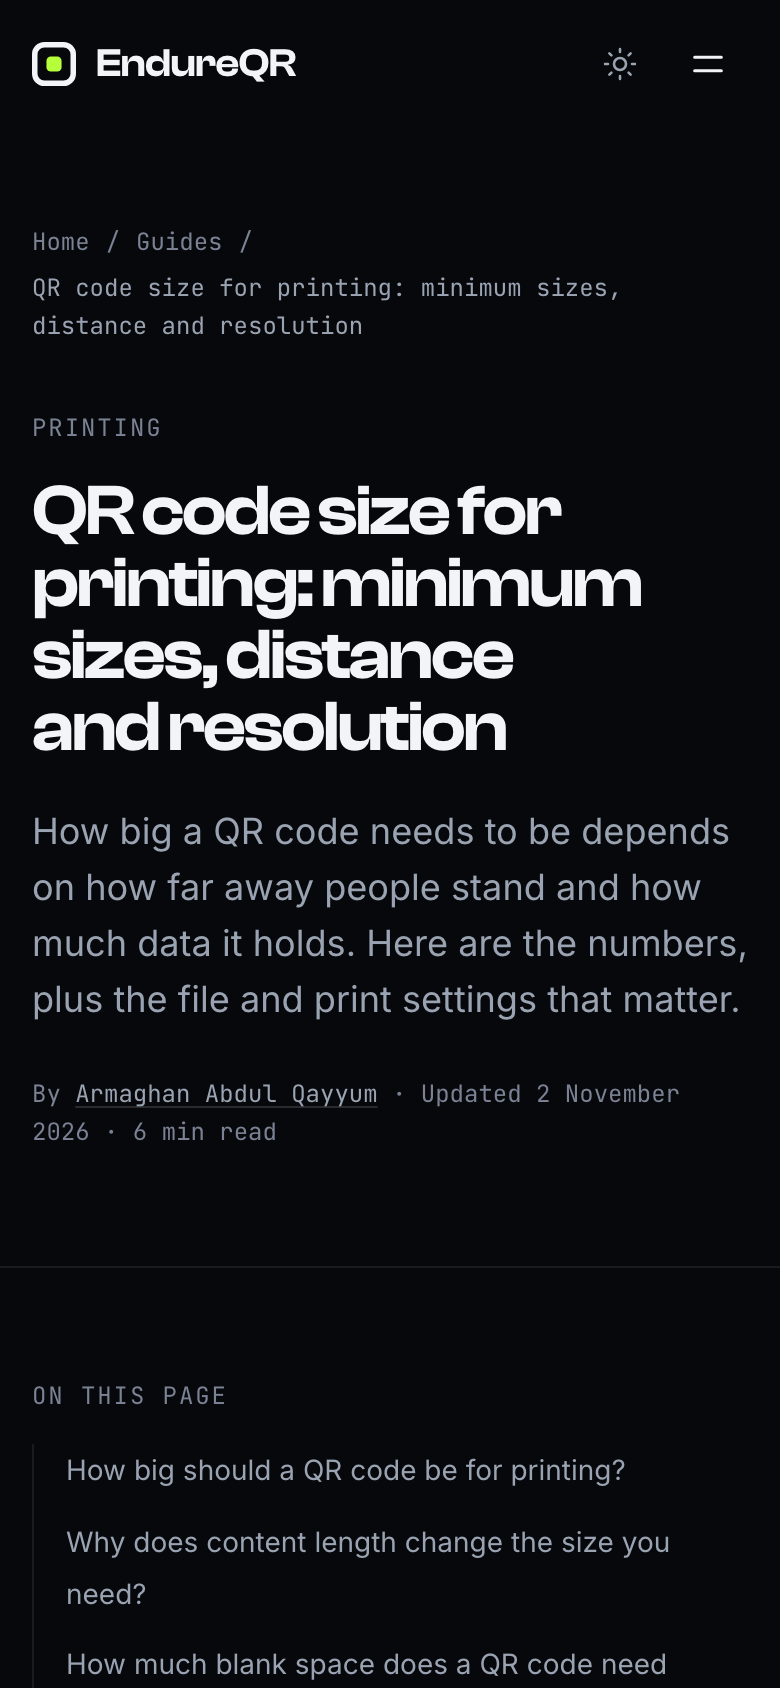 EndureQR
Home / Guides /
QR code size for printing: minimum sizes,
distance and resolution
PRINTING
QR code size for
printing: minimum
sizes, distance
and resolution
How big a QR code needs to be depends
on how far away people stand and how
much data it holds. Here are the numbers,
plus the file and print settings that matter.
By Armaghan Abdul Qayyum · Updated 2 November
2026 · 6 min read
ON THIS PAGE
How big should a QR code be for printing?
Why does content length change the size you
need?
How much blank space does a QR code need